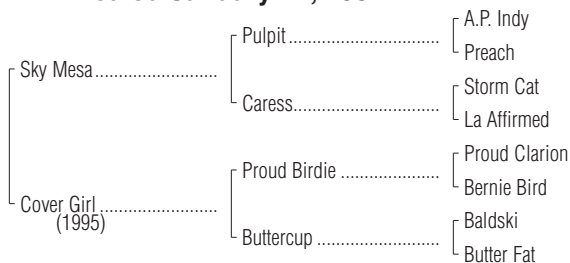 A.P. Indy
Pulpit
Preach
Sky Mesa
Storm Cat
Caress
La Affirmed
Proud Clarion
Proud Birdie
Bernie Bird
Cover Girl
(1995)
Baldski
Buttercup
Butter Fat